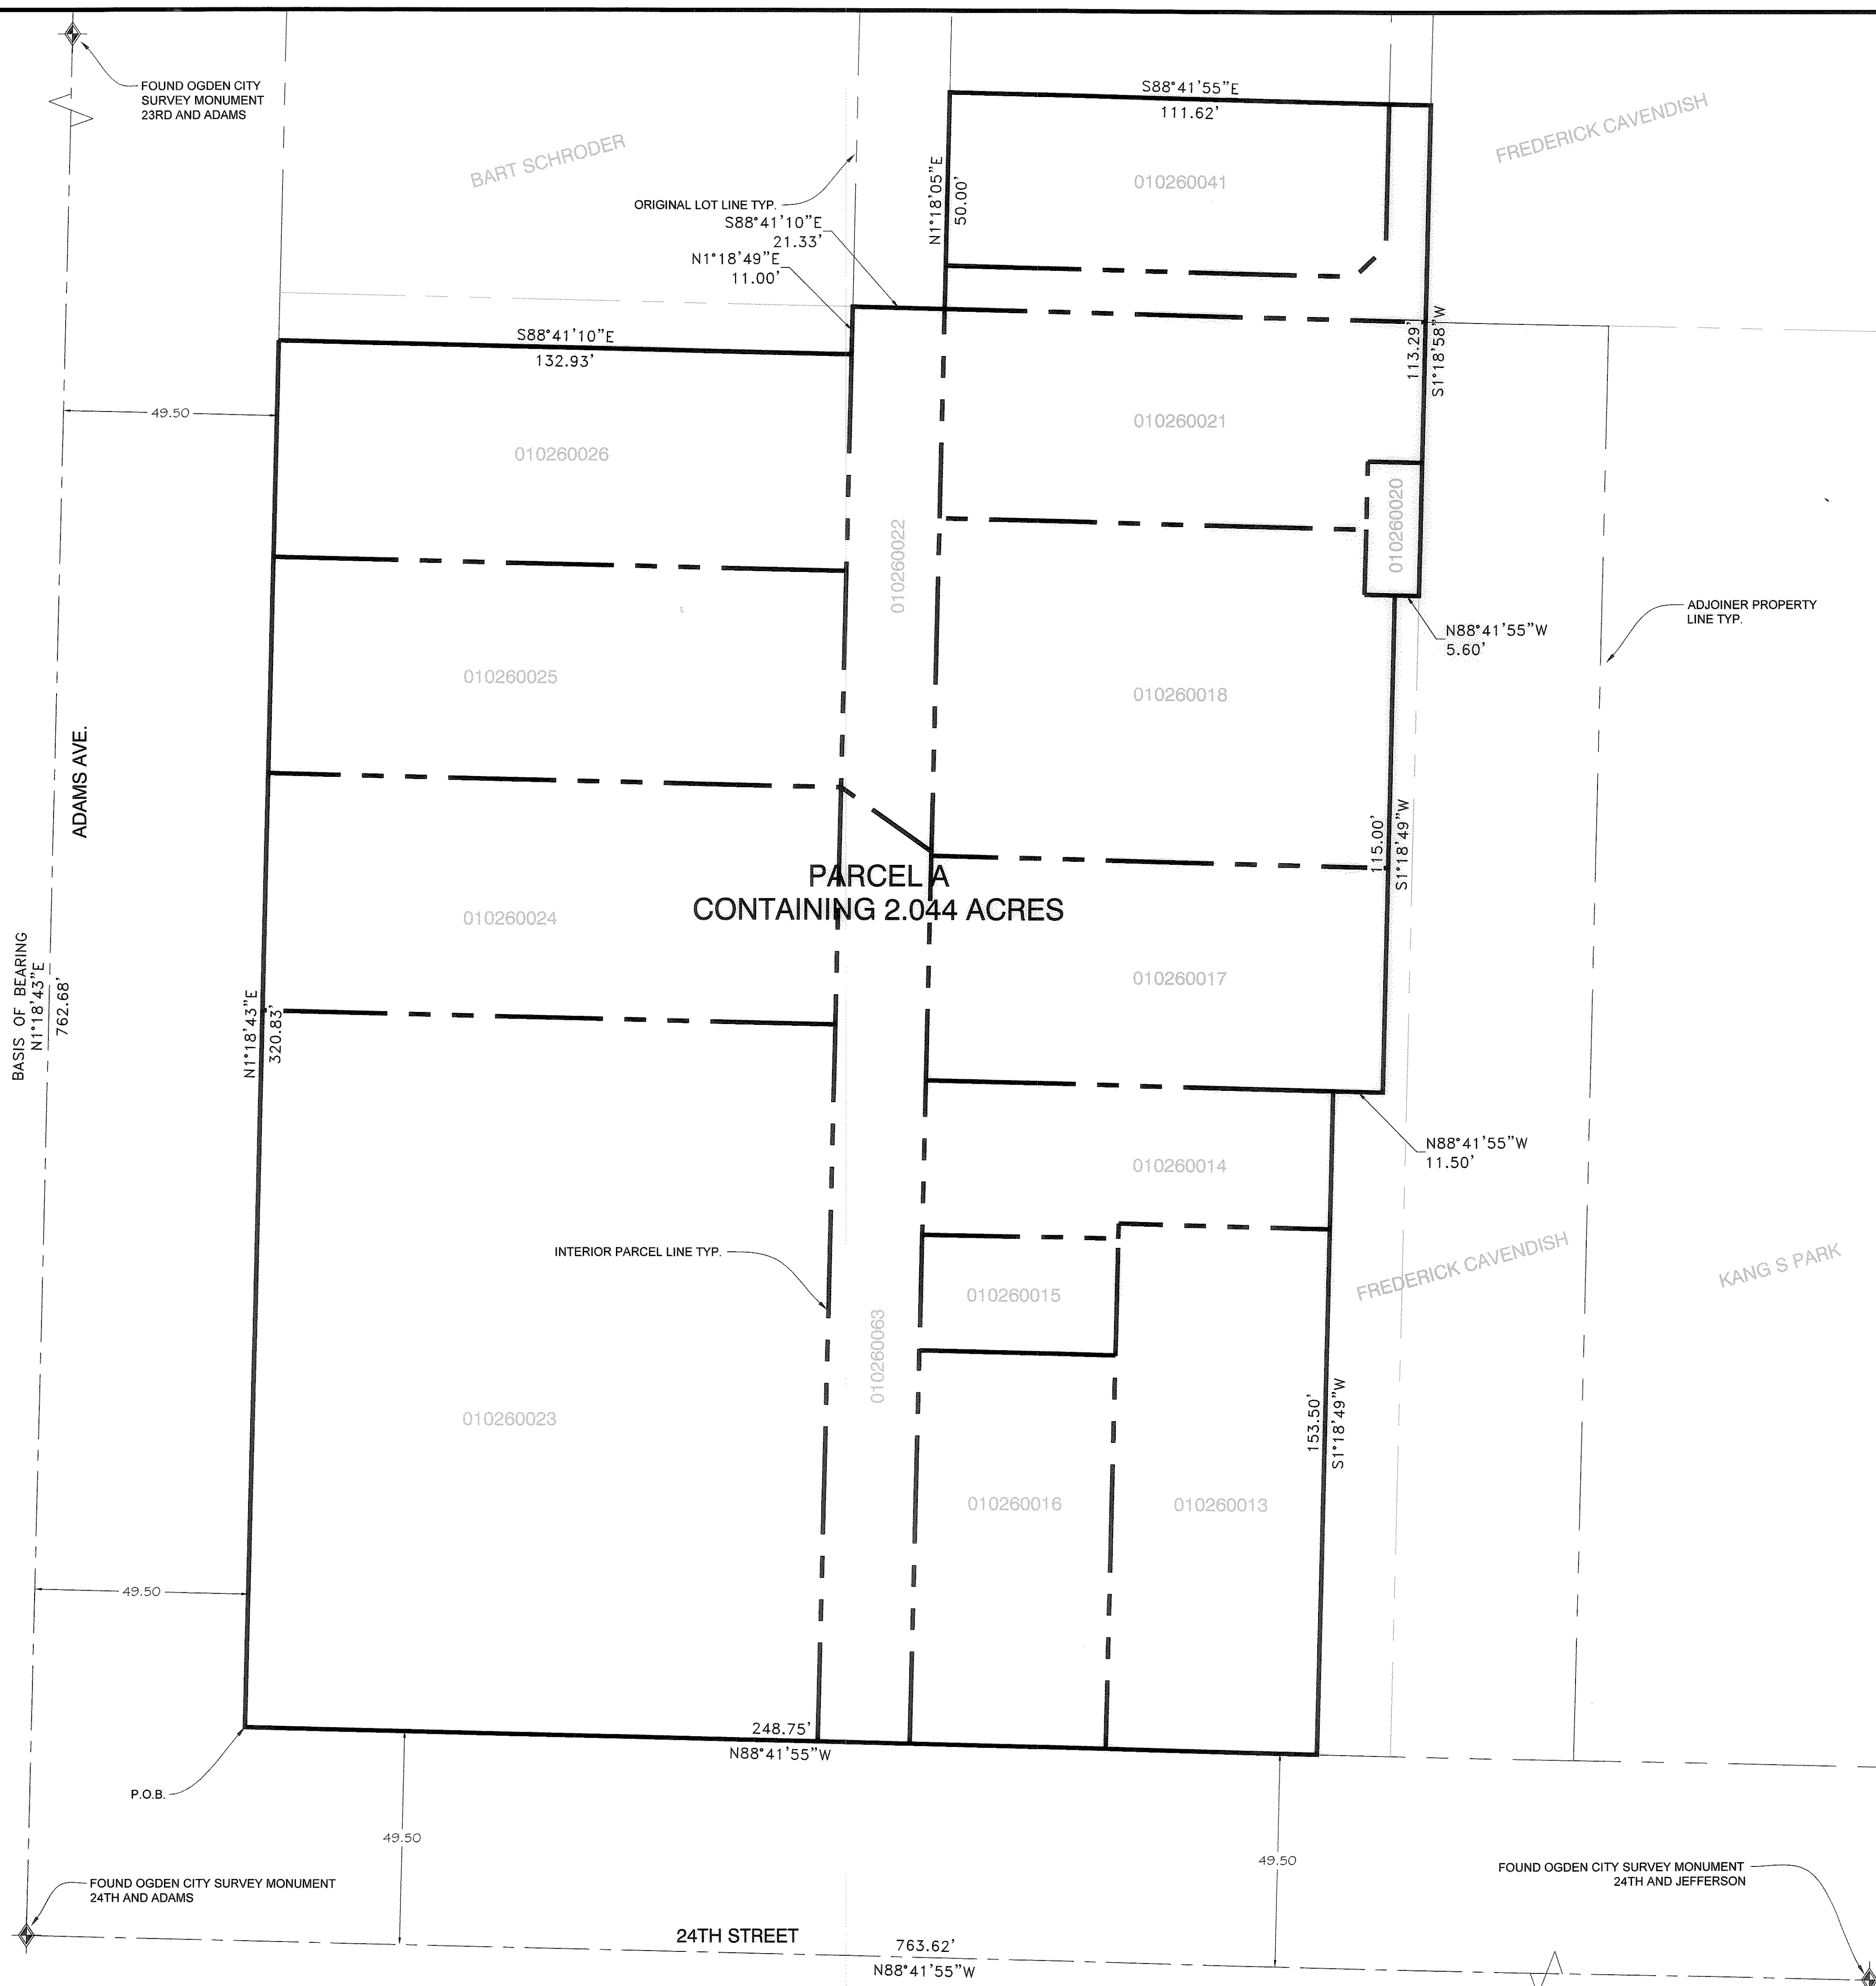 FOUND OGDEN CITY
SURVEY MONUMENT
23RD AND ADAMS
BART SCHRODER
ORIGINAL LOT LINE TYP.
S88°41'10"E
21.33'
N1°18'49"E
11.00'
S88°41'55"E
111.62'
N1°18'05"E
50.00'
010260041
FREDERICK CAVENDISH
S88°41'10"E
132.93'
113.29'
S1°18'58"W
49.50
010260026
010260021
010260022
010260020
N88°41'55"W
5.60'
ADJOINER PROPERTY
LINE TYP.
010260025
010260018
ADAMS AVE.
115.00'
S1°18'49"W
PARCEL A
CONTAINING 2.044 ACRES
010260024
010260017
BASIS OF BEARING
N1°18'43"E
762.68'
N1°18'43"E
320.83'
N88°41'55"W
11.50'
010260014
INTERIOR PARCEL LINE TYP.
010260015
FREDERICK CAVENDISH
KANG S PARK
010260063
010260023
153.50'
S1°18'49"W
010260016
010260013
49.50
248.75'
N88°41'55"W
P.O.B.
49.50
49.50
FOUND OGDEN CITY SURVEY MONUMENT
24TH AND ADAMS
FOUND OGDEN CITY SURVEY MONUMENT
24TH AND JEFFERSON
24TH STREET
763.62'
N88°41'55"W